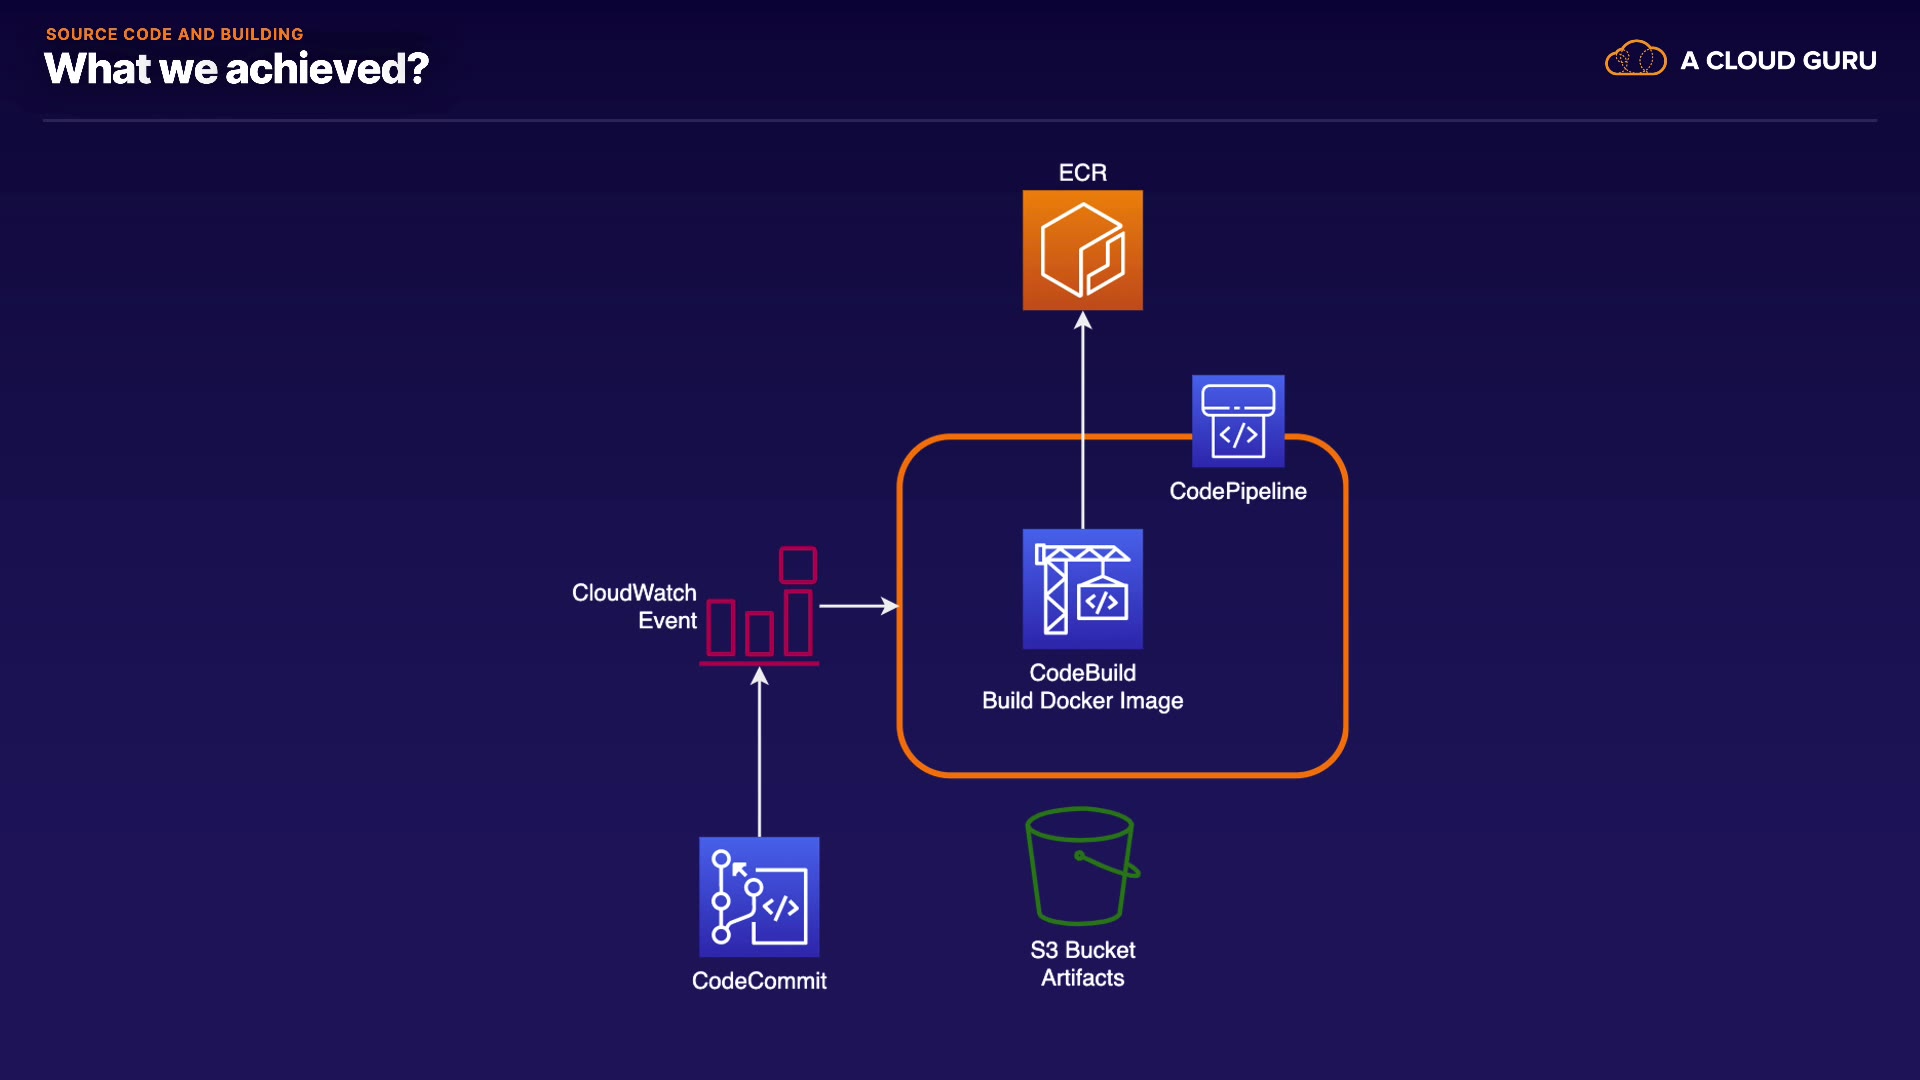 SOURCE CODE AND BUILDING
What we achieved?
A CLOUD GURU
ECR
</>
CodePipeline
CloudWatch
Event
</>
CodeBuild
Build Docker Image
</>
CodeCommit
S3 Bucket
Artifacts